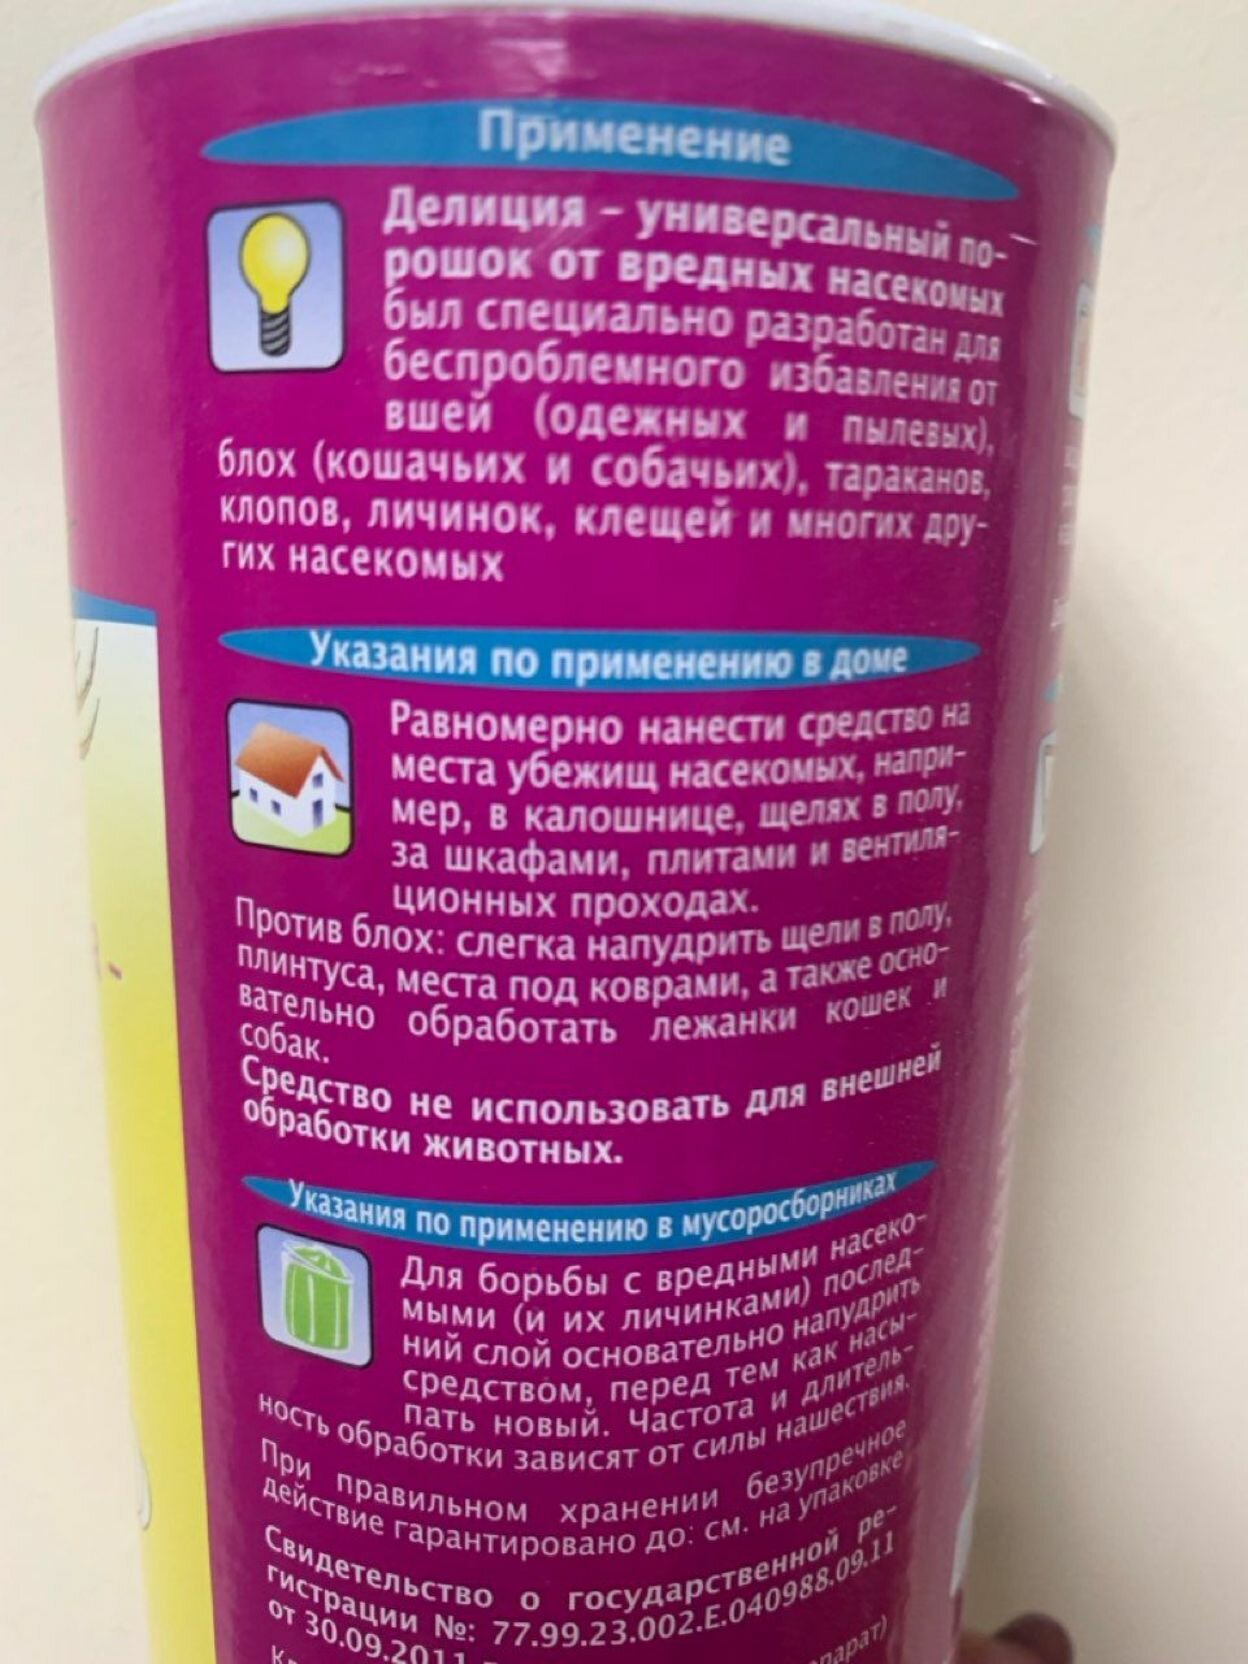 Применение
Делиция – универсальный по-
рошок от вредных насекомых
был специально разработан для
беспроблемного избавления от
вшей (одежных и пылевых),
блох (кошачьих и собачьих), тараканов,
клопов, личинок, клещей и многих дру-
гих насекомых
Указания по применению в доме
Равномерно нанести средство на
места убежищ насекомых, напри-
мер, в калошнице, щелях в полу,
за шкафами, плитами и вентиля-
ционных проходах.
Против блох: слегка напудрить щели в полу,
плинтуса, места под коврами, а также осно-
вательно обработать лежанки кошек и
собак.
Средство не использовать для внешней
обработки животных.
Указания по применению в мусоросборниках
Для борьбы с вредными насеко-
мыми (и их личинками) послед-
ний слой основательно напудрить
средством, перед тем как насы-
пать новый. Частота и длитель-
ность обработки зависят от силы нашествия.
При правильном хранении безупречное
действие гарантировано до: см. на упаковке
Свидетельство о государственной ре-
гистрации №: 77.99.23.002.Е.040988.09.11
от 30.09.2011